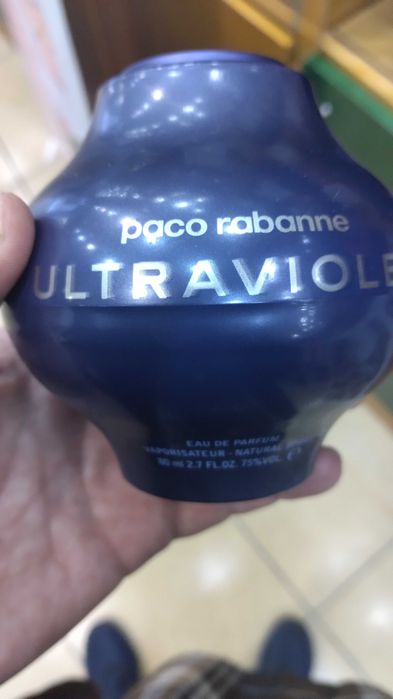 paco rabanne
ULTRAVIOLE
EAU DE PARFUM
VAPORISATEUR - NATURAL
80 ml 2.7 FL.OZ. 75%VOL. e